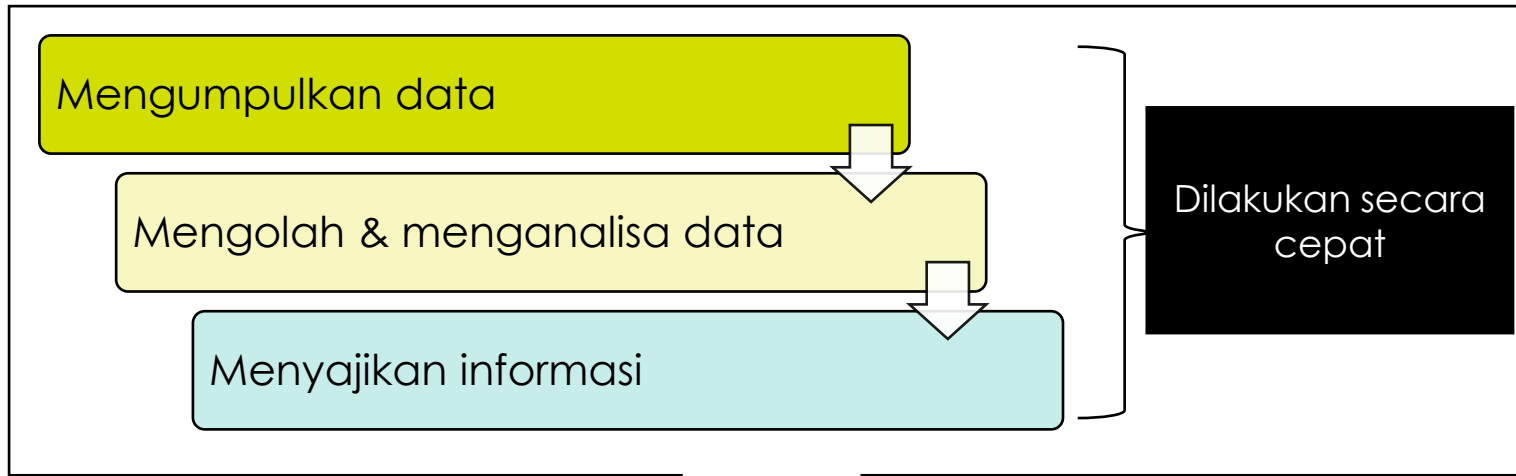 Mengumpulkan data
Mengolah & menganalisa data
Menyajikan informasi
Dilakukan secara
cepat